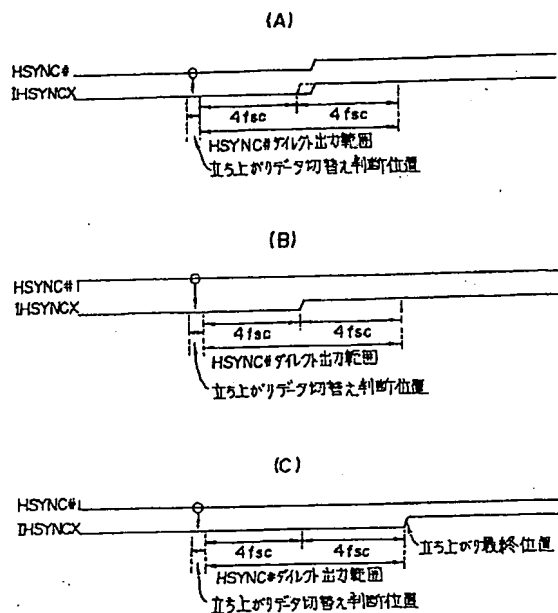 (A)
HSYNC#
IHSYNCX
4fsc 4fsc
HSYNC#ダイレクト出力範囲
立ち上がりデータ切替え判断位置
(B)
HSYNC#
IHSYNCX
4fsc 4fsc
HSYNC#ダイレクト出力範囲
立ち上がりデータ切替え判断位置
(C)
HSYNC#
IHSYNCX
4fsc 4fsc
立ち上がり最終位置
HSYNC#ダイレクト出力範囲
立ち上がりデータ切替え判断位置